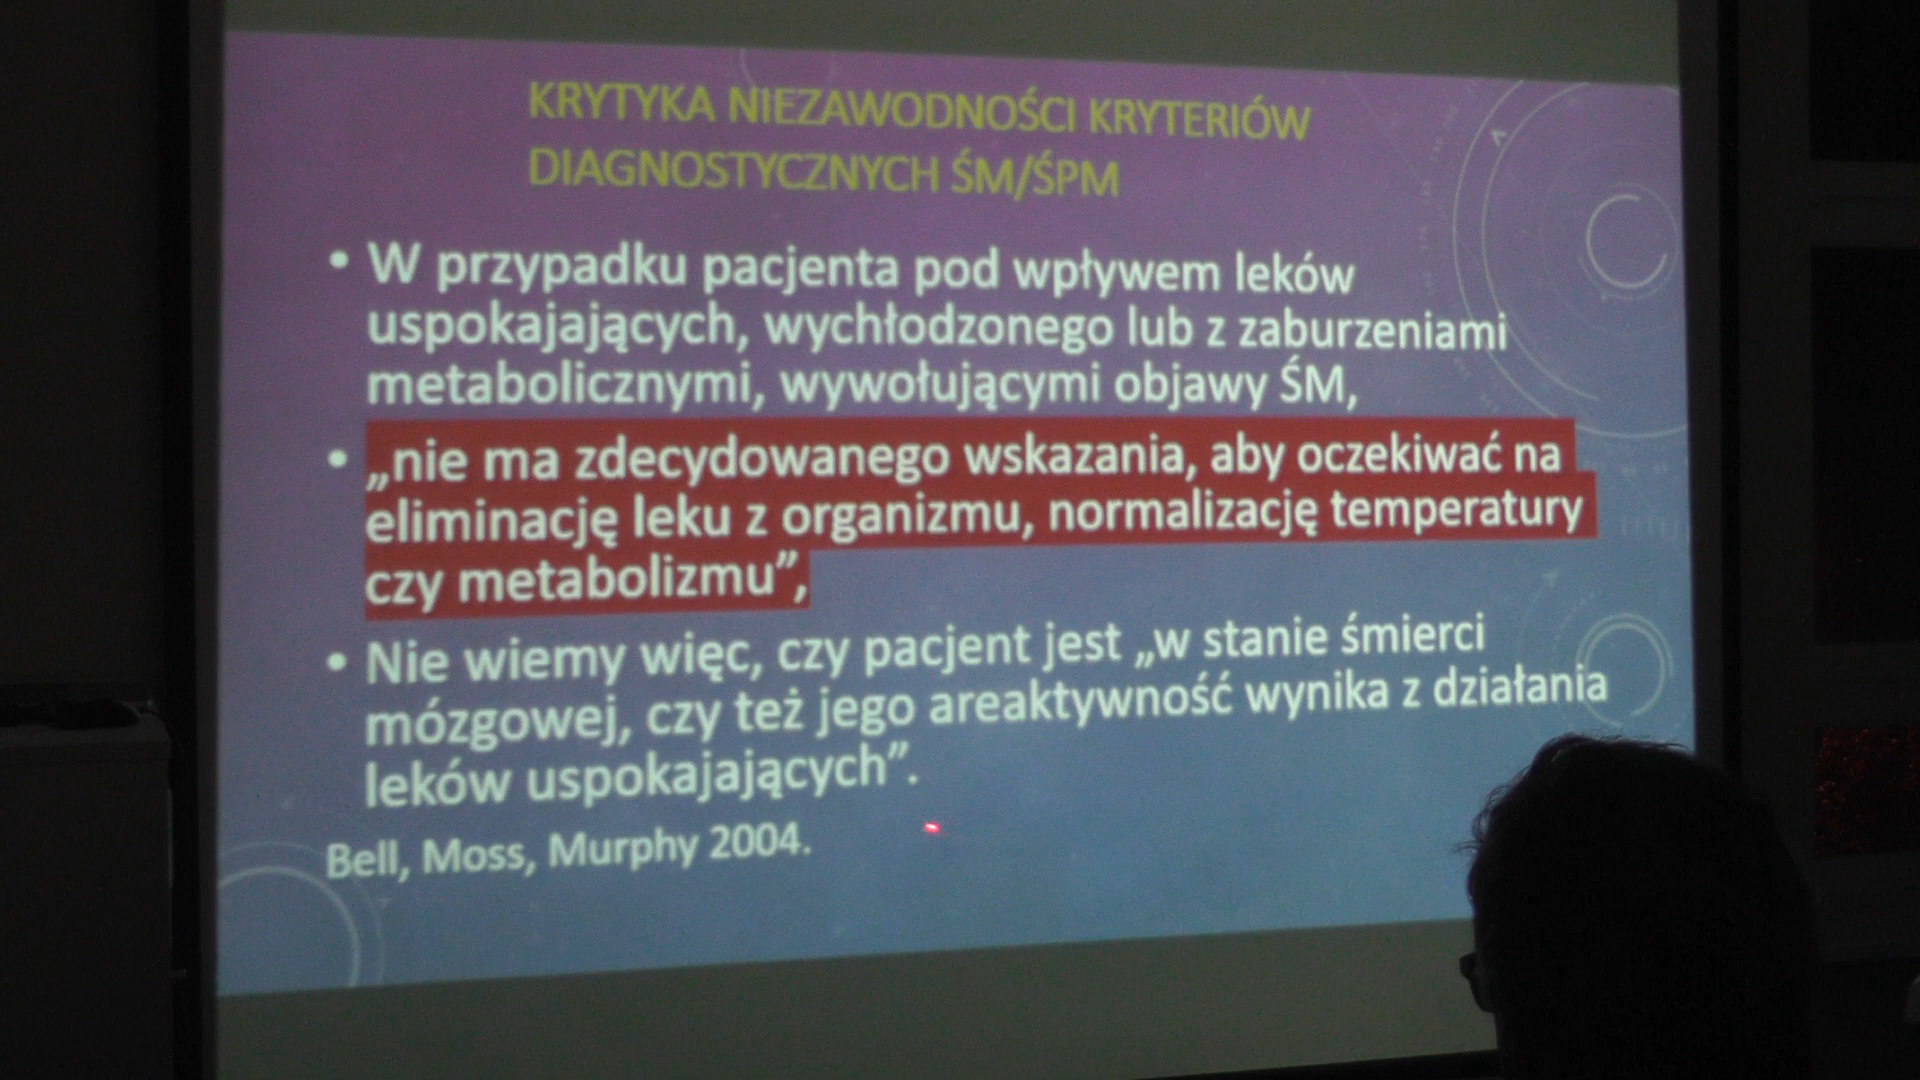 KRYTYKA NIEZAWODNOŚCI KRYTERIÓW
DIAGNOSTYCZNYCH ŚM/ŚPM
• W przypadku pacjenta pod wpływem leków
uspokajających, wychłodzonego lub z zaburzeniami
metabolicznymi, wywołującymi objawy ŚM,
• „nie ma zdecydowanego wskazania, aby oczekiwać na
eliminację leku z organizmu, normalizację temperatury
czy metabolizmu”,
• Nie wiemy więc, czy pacjent jest „w stanie śmierci
mózgowej, czy też jego areaktywność wynika z działania
leków uspokajających”.
Bell, Moss, Murphy 2004.